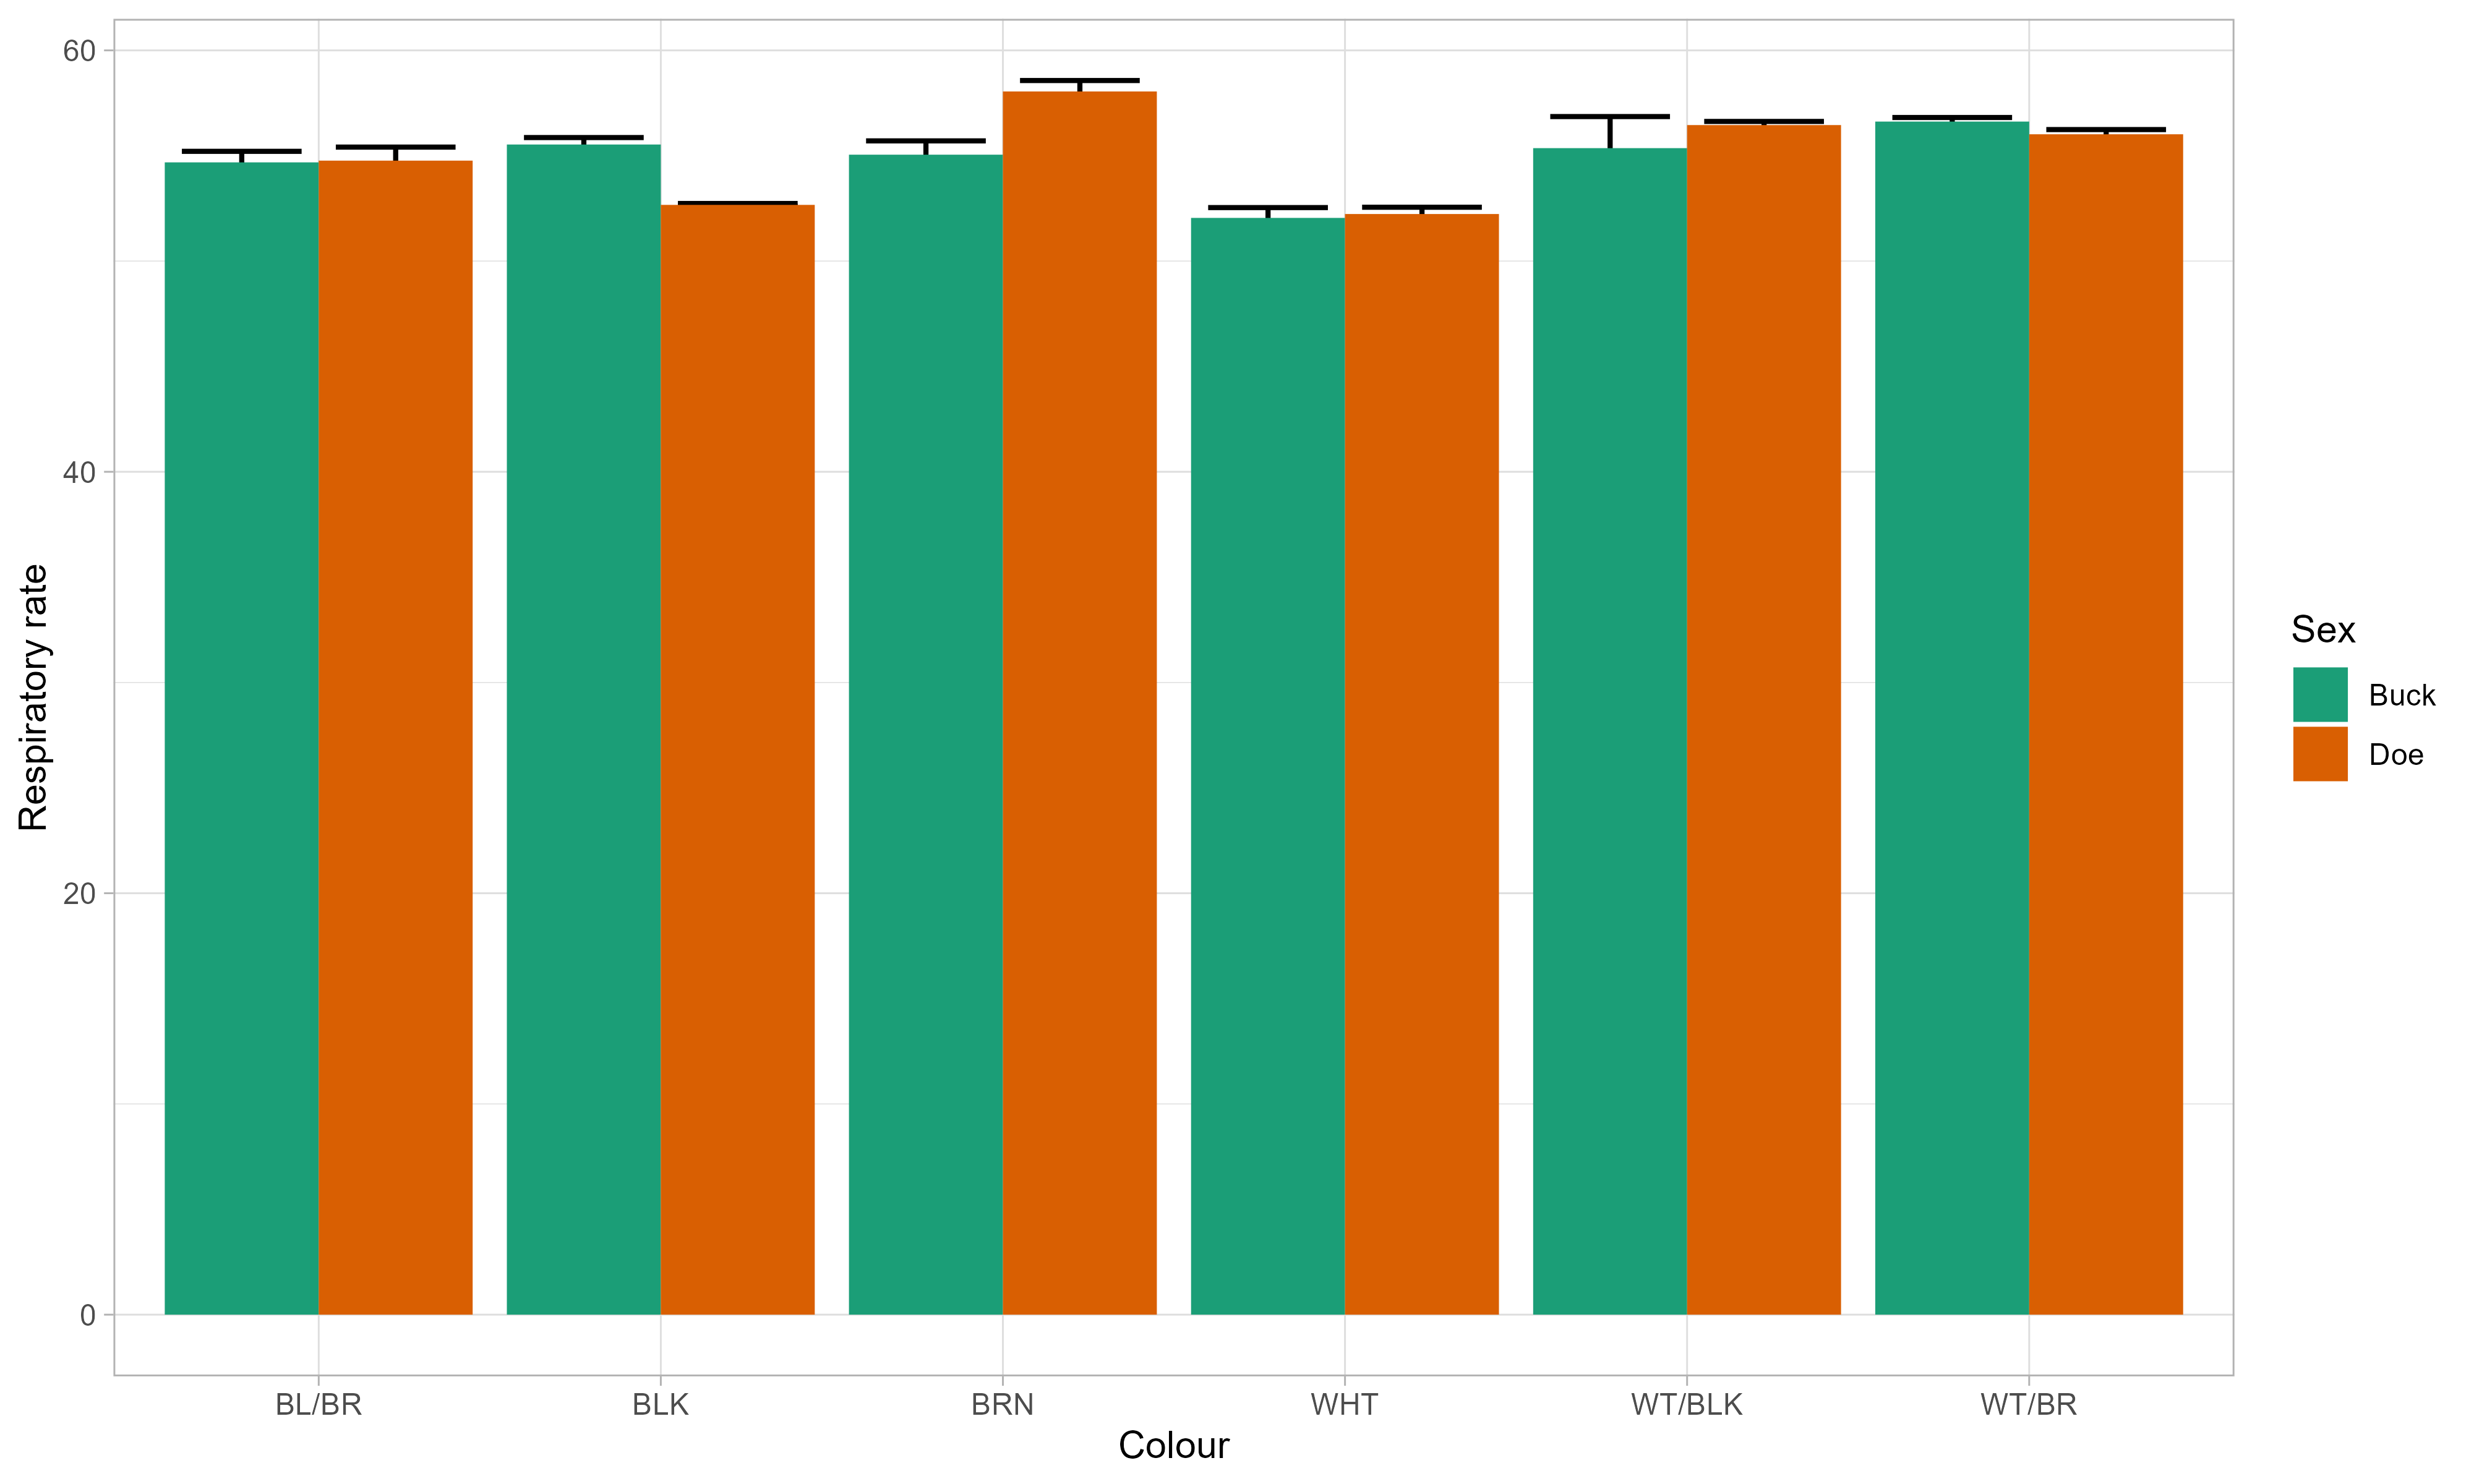 60
40
20
0
Respiratory rate
BL/BR
BLK
BRN
WHT
WT/BLK
WT/BR
Colour
Sex
Buck
Doe